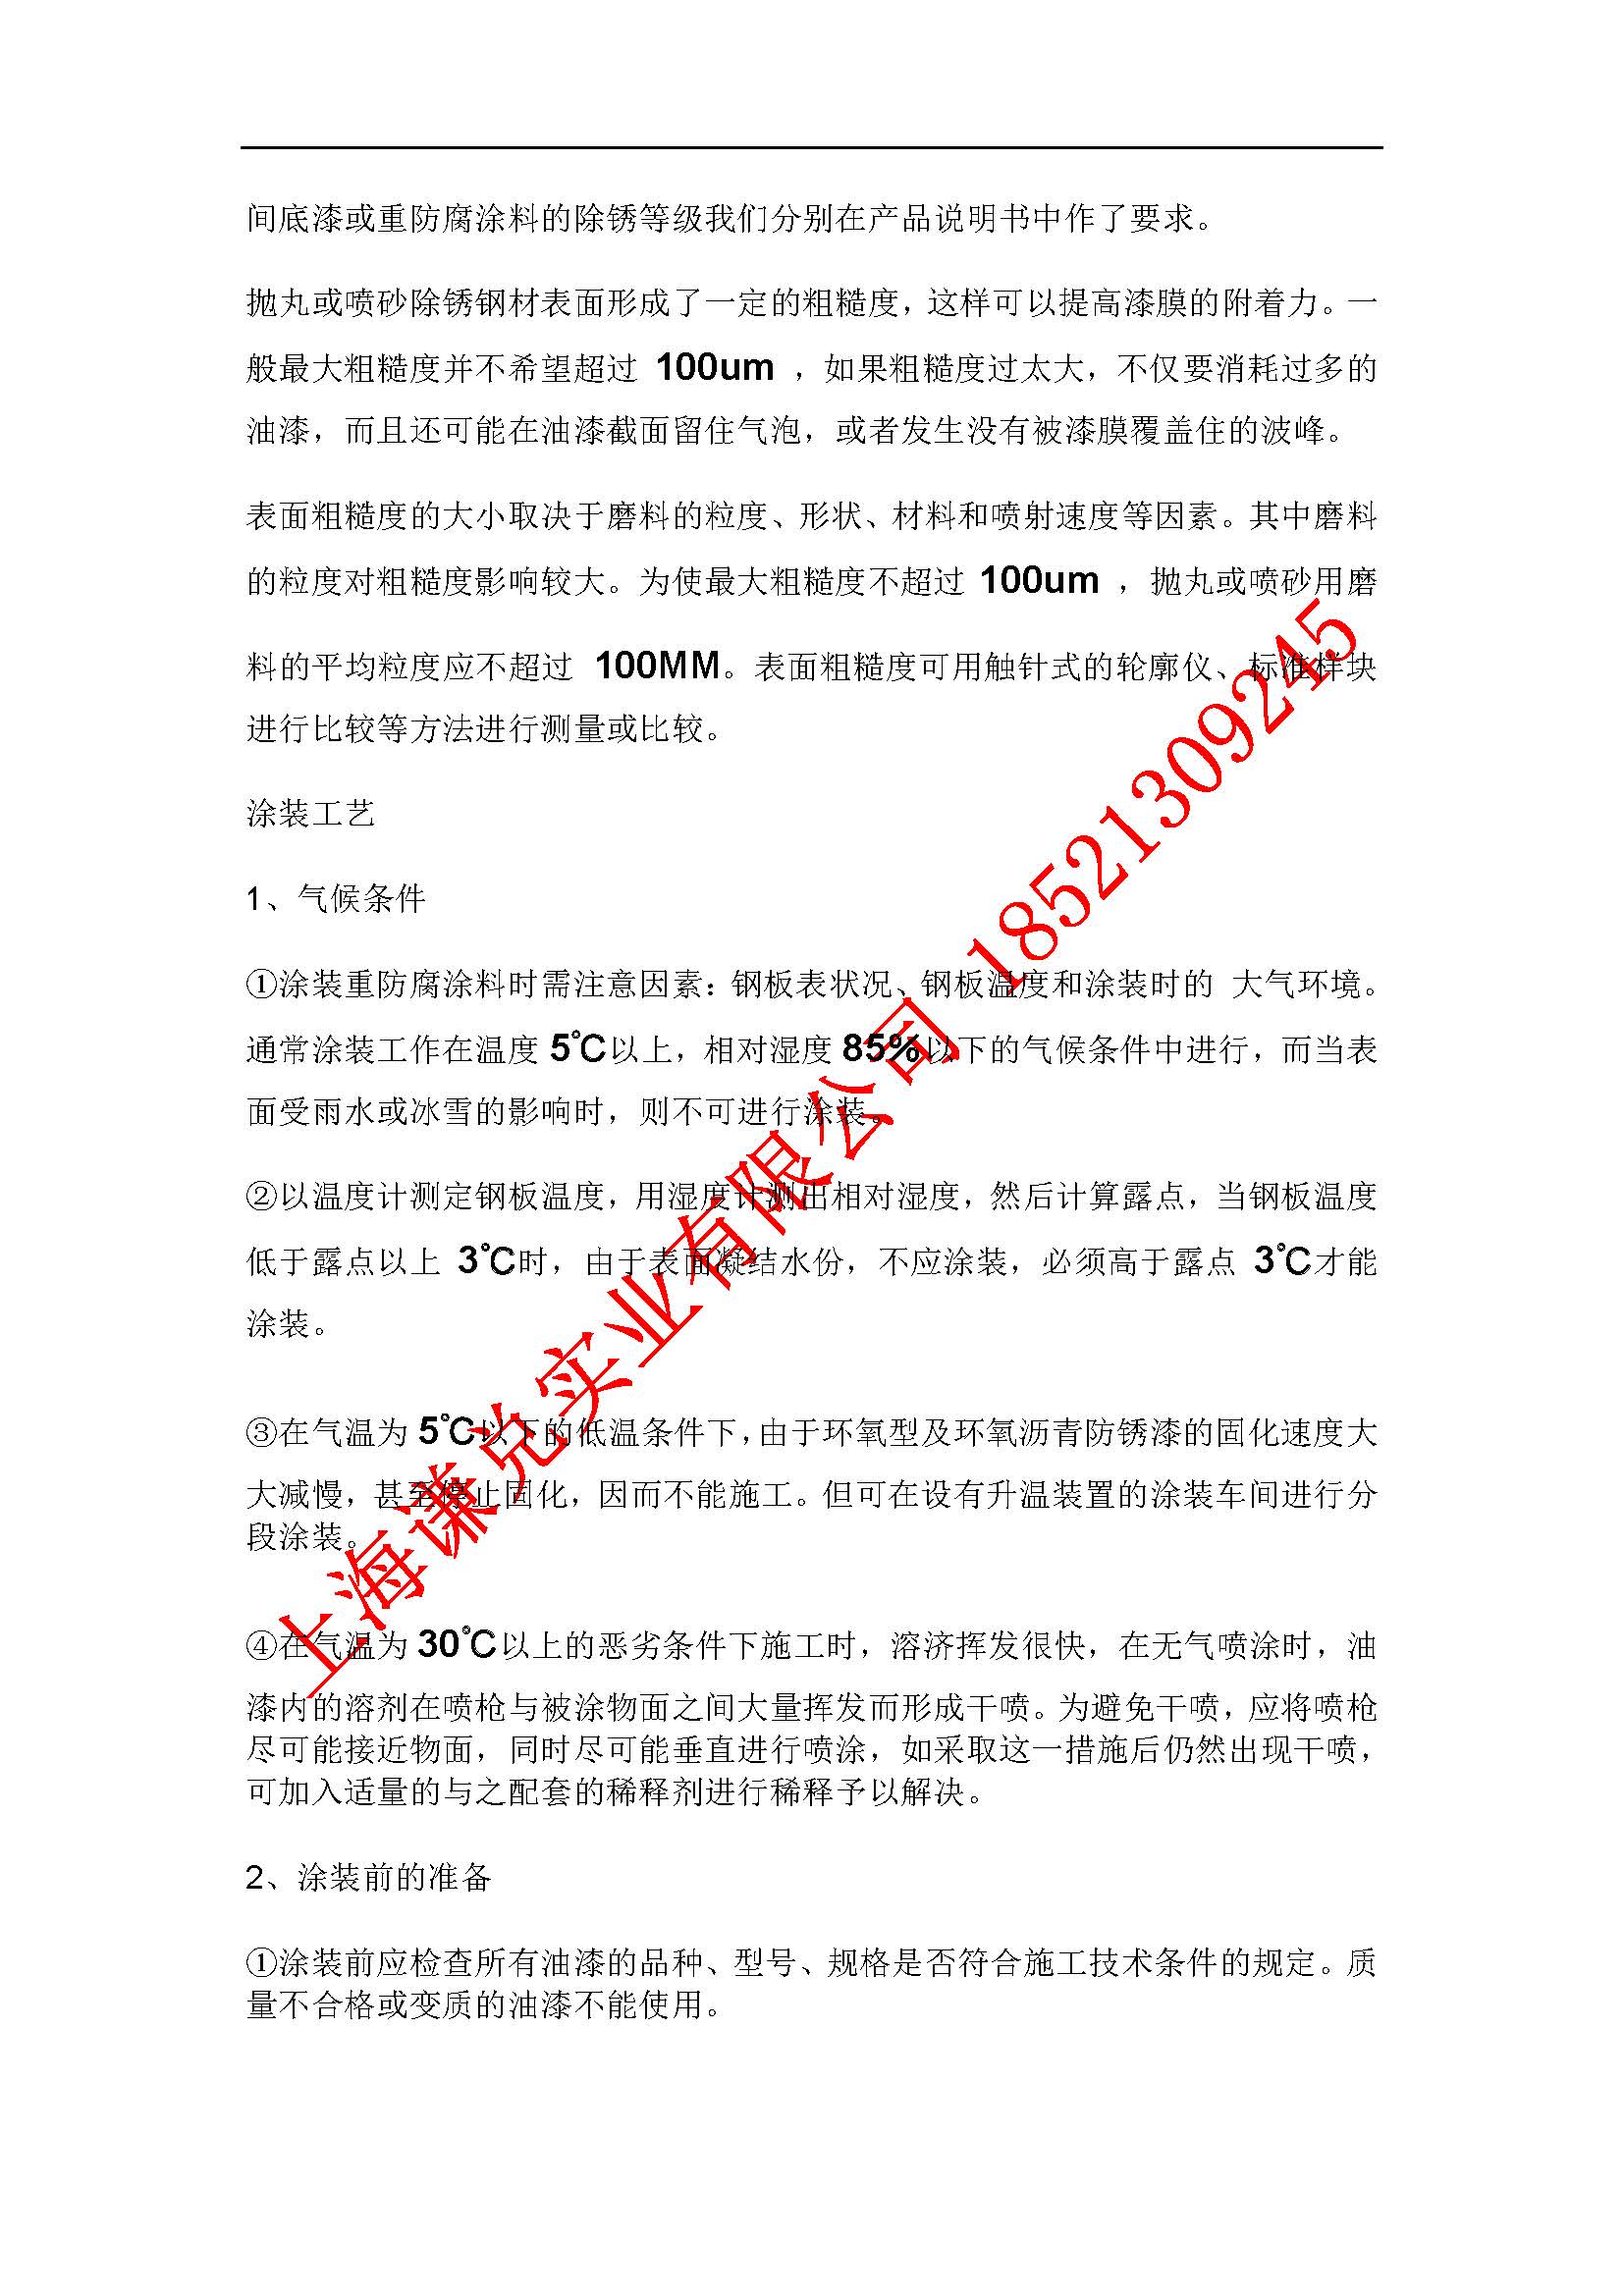 间底漆或重防腐涂料的除锈等级我们分别在产品说明书中作了要求。
抛丸或喷砂除锈钢材表面形成了一定的粗糙度，这样可以提高漆膜的附着力。一
般最大粗糙度并不希望超过 100um ，如果粗糙度过太大，不仅要消耗过多的
油漆，而且还可能在油漆截面留住气泡，或者发生没有被漆膜覆盖住的波峰。
表面粗糙度的大小取决于磨料的粒度、形状、材料和喷射速度等因素。其中磨料
的粒度对粗糙度影响较大。为使最大粗糙度不超过 100um ，抛丸或喷砂用磨
料的平均粒度应不超过 100MM。表面粗糙度可用触针式的轮廓仪、标准样块
进行比较等方法进行测量或比较。
涂装工艺
1、气候条件
①涂装重防腐涂料时需注意因素：钢板表状况、钢板温度和涂装时的 大气环境。
通常涂装工作在温度 5℃以上，相对湿度 85%以下的气候条件中进行，而当表
面受雨水或冰雪的影响时，则不可进行涂装。
②以温度计测定钢板温度，用湿度计测出相对湿度，然后计算露点，当钢板温度
低于露点以上 3℃时，由于表面凝结水份，不应涂装，必须高于露点 3℃才能
涂装。
③在气温为 5℃以下的低温条件下，由于环氧型及环氧沥青防锈漆的固化速度大
大减慢，甚至停止固化，因而不能施工。但可在设有升温装置的涂装车间进行分
段涂装。
④在气温为 30℃以上的恶劣条件下施工时，溶济挥发很快，在无气喷涂时，油
漆内的溶剂在喷枪与被涂物面之间大量挥发而形成干喷。为避免干喷，应将喷枪
尽可能接近物面，同时尽可能垂直进行喷涂，如采取这一措施后仍然出现干喷，
可加入适量的与之配套的稀释剂进行稀释予以解决。
2、涂装前的准备
①涂装前应检查所有油漆的品种、型号、规格是否符合施工技术条件的规定。质
量不合格或变质的油漆不能使用。
上海谦兑实业有限公司 18521309245